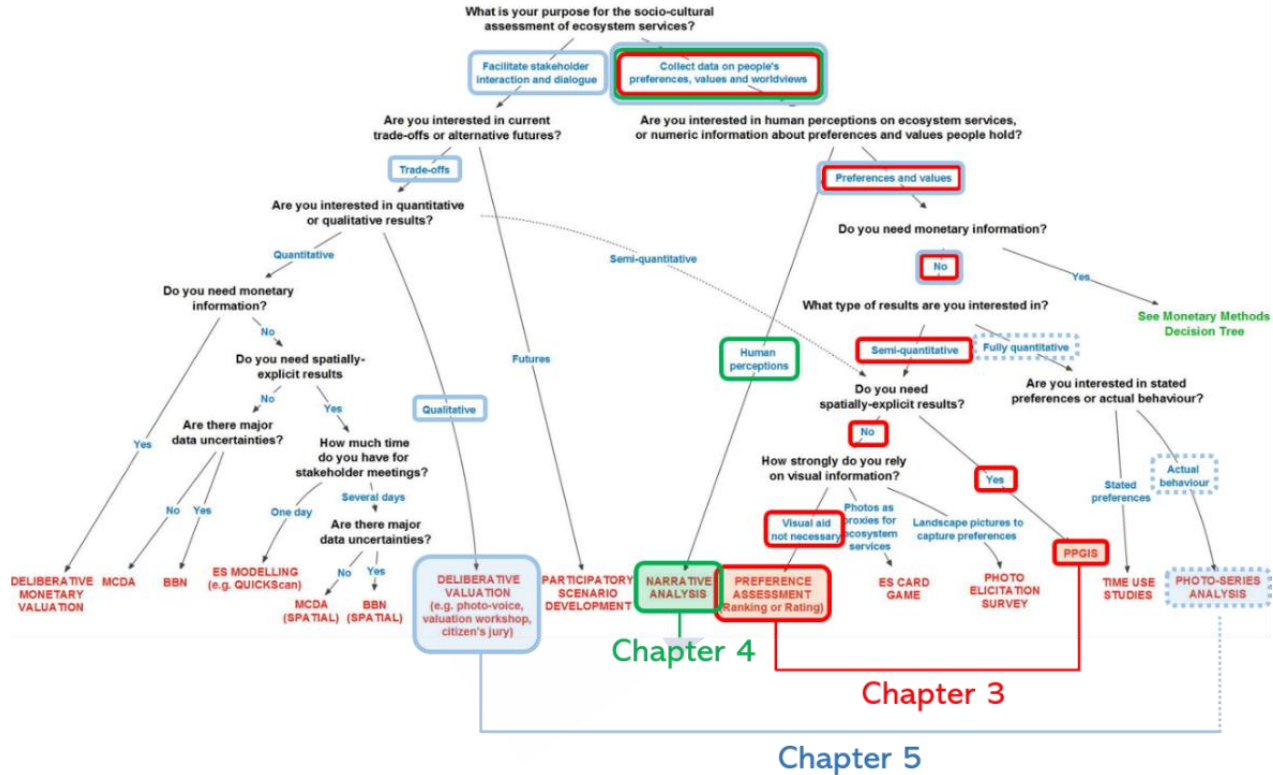 What is your purpose for the socio-cultural
assessment of ecosystem services?
Facilitate stakeholder
interaction and dialogue
Collect data on people's
preferences, values and worldviews
Are you interested in current
trade-offs or alternative futures?
Are you interested in human perceptions on ecosystem services,
or numeric information about preferences and values people hold?
Trade-offs
Preferences and values
Are you interested in quantitative
or qualitative results?
Do you need monetary information?
Quantitative
Semi-quantitative
No
Yes
Do you need monetary
information?
What type of results are you interested in?
See Monetary Methods
Decision Tree
No
Human
perceptions
Semi-quantitative
Fully quantitative
Do you need spatially-
explicit results
Futures
Do you need
spatially-explicit results?
Are you interested in stated
preferences or actual behaviour?
No
Yes
Qualitative
Are there major
data uncertainties?
No
Yes
How much time
do you have for
stakeholder meetings?
How strongly do you rely
on visual information?
Yes
Stated
preferences
Actual
behaviour
No
Yes
One day
Several days
Visual aid
not necessary
Photos as
proxies for
ecosystem
services
Landscape pictures to
capture preferences
Are there major
data uncertainties?
PPGIS
No
Yes
DELIBERATIVE
MONETARY
VALUATION
MCDA
BBN
ES MODELLING
(e.g. QUICKScan)
MCDA
(SPATIAL)
BBN
(SPATIAL)
DELIBERATIVE
VALUATION
(e.g. photo-voice,
valuation workshop,
citizen's jury)
PARTICIPATORY
SCENARIO
DEVELOPMENT
NARRATIVE
ANALYSIS
PREFERENCE
ASSESSMENT
(Ranking or Rating)
ES CARD
GAME
PHOTO
ELICITATION
SURVEY
TIME USE
STUDIES
PHOTO-SERIES
ANALYSIS
Chapter 4
Chapter 3
Chapter 5